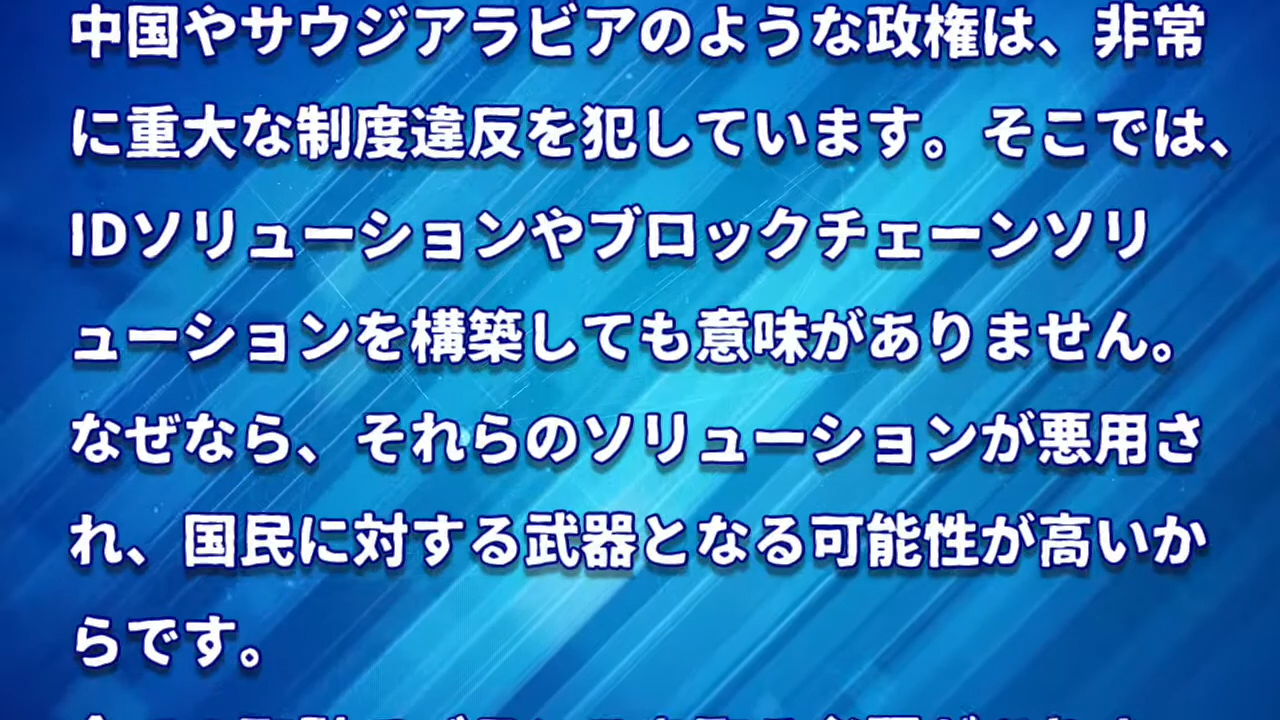 中国やサウジアラビアのような政権は、非常
に重大な制度違反を犯しています。そこでは、
IDソリューションやブロックチェーンソリ
ューションを構築しても意味がありません。
なぜなら、それらのソリューションが悪用さ
れ、国民に対する武器となる可能性が高いか
らです。